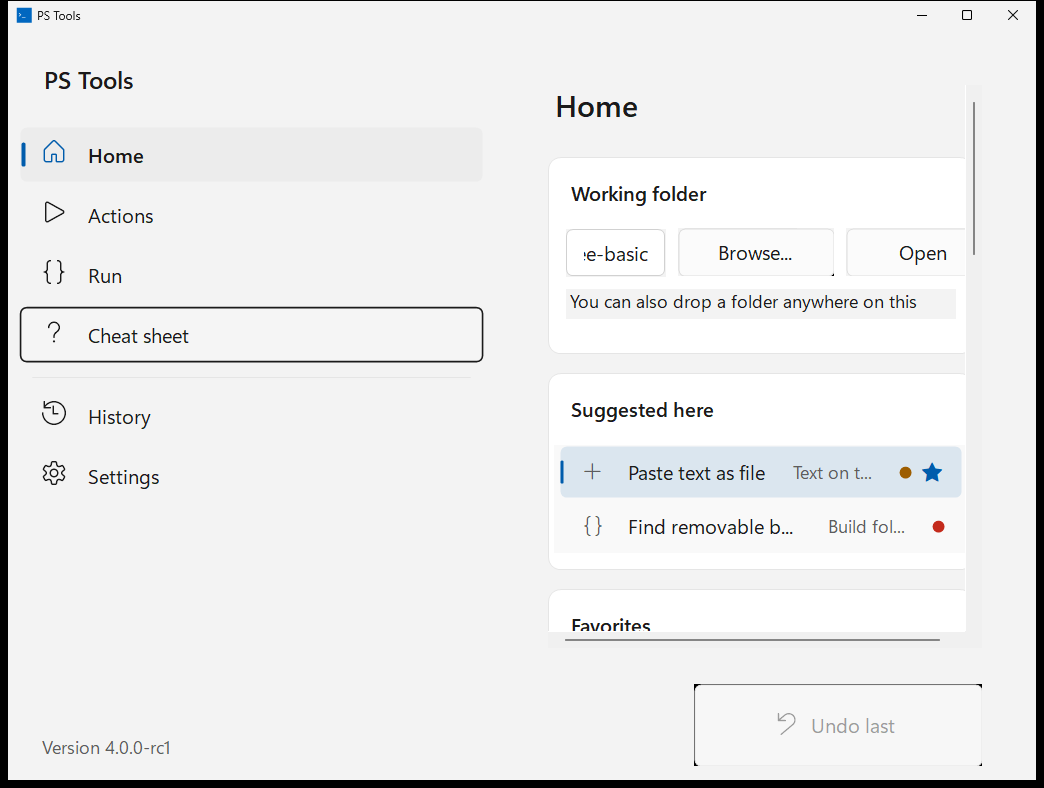 PS Tools
PS Tools
Home
Actions
Run
Cheat sheet
History
Settings
Version 4.0.0-rc1
Home
Working folder
e-basic
Browse...
Open
You can also drop a folder anywhere on this
Suggested here
Paste text as file Text on t...
Find removable b... Build fol...
Favorites
Undo last